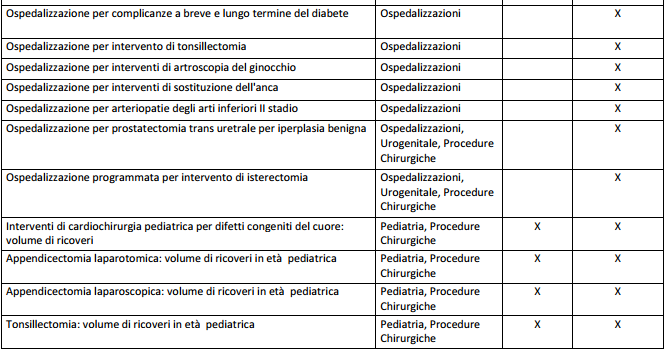 Ospedalizzazione per complicanze a breve e lungo termine del diabete Ospedalizzazioni X
Ospedalizzazione per intervento di tonsillectomia Ospedalizzazioni X
Ospedalizzazione per interventi di artroscopia del ginocchio Ospedalizzazioni X
Ospedalizzazione per interventi di sostituzione dell'anca Ospedalizzazioni X
Ospedalizzazione per arteriopatie degli arti inferiori II stadio Ospedalizzazioni X
Ospedalizzazione per prostatectomia trans uretrale per iperplasia benigna Ospedalizzazioni, X
Urogenitale, Procedure
Chirurgiche
Ospedalizzazione programmata per intervento di isterectomia Ospedalizzazioni, X
Urogenitale, Procedure
Chirurgiche
Interventi di cardiochirurgia pediatrica per difetti congeniti del cuore: Pediatria, Procedure X X
volume di ricoveri Chirurgiche
Appendicectomia laparotomica: volume di ricoveri in età pediatrica Pediatria, Procedure X X
Chirurgiche
Appendicectomia laparoscopica: volume di ricoveri in età pediatrica Pediatria, Procedure X X
Chirurgiche
Tonsillectomia: volume di ricoveri in età pediatrica Pediatria, Procedure X X
Chirurgiche